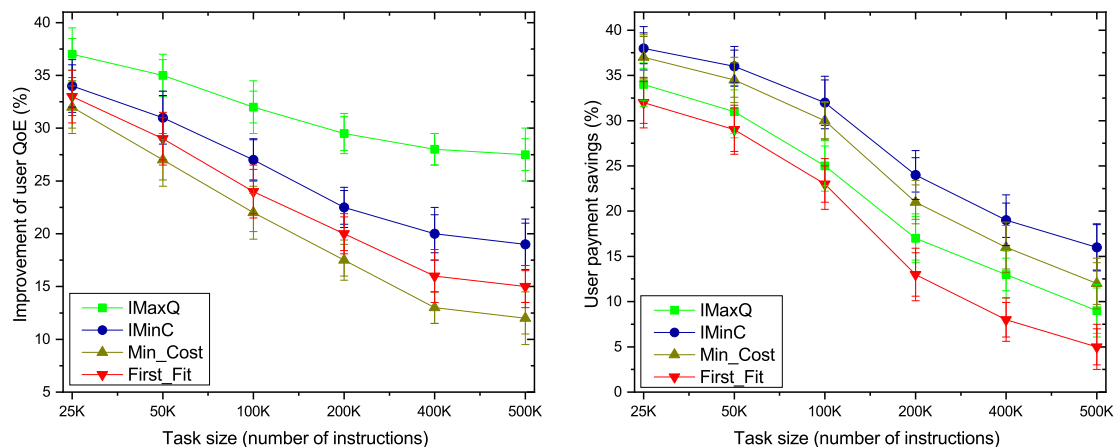 Improvement of user QoE (%)
40
35
30
25
20
15
10
5
IMaxQ
IMinC
Min_Cost
First_Fit
25K 50K 100K 200K 400K 500K
Task size (number of instructions)
User payment savings (%)
40
35
30
25
20
15
10
5
0
IMaxQ
IMinC
Min_Cost
First_Fit
25K 50K 100K 200K 400K 500K
Task size (number of instructions)